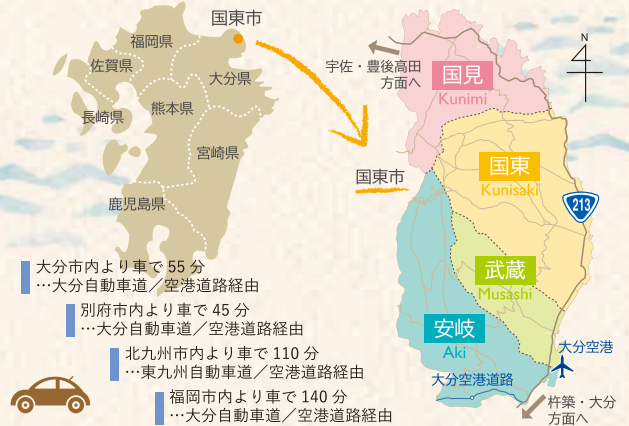 国東市
福岡県
佐賀県
大分県
長崎県
熊本県
宮崎県
鹿児島県
宇佐・豊後高田
方面へ
国見
Kunimi
N
国東市
国東
Kunisaki
213
武蔵
Musashi
安岐
Aki
大分空港
大分空港道路
杵築・大分
方面へ
大分市内より車で 55 分
…大分自動車道／空港道路経由
別府市内より車で 45 分
…大分自動車道／空港道路経由
北九州市内より車で 110 分
…東九州自動車道／空港道路経由
福岡市内より車で 140 分
…大分自動車道／空港道路経由